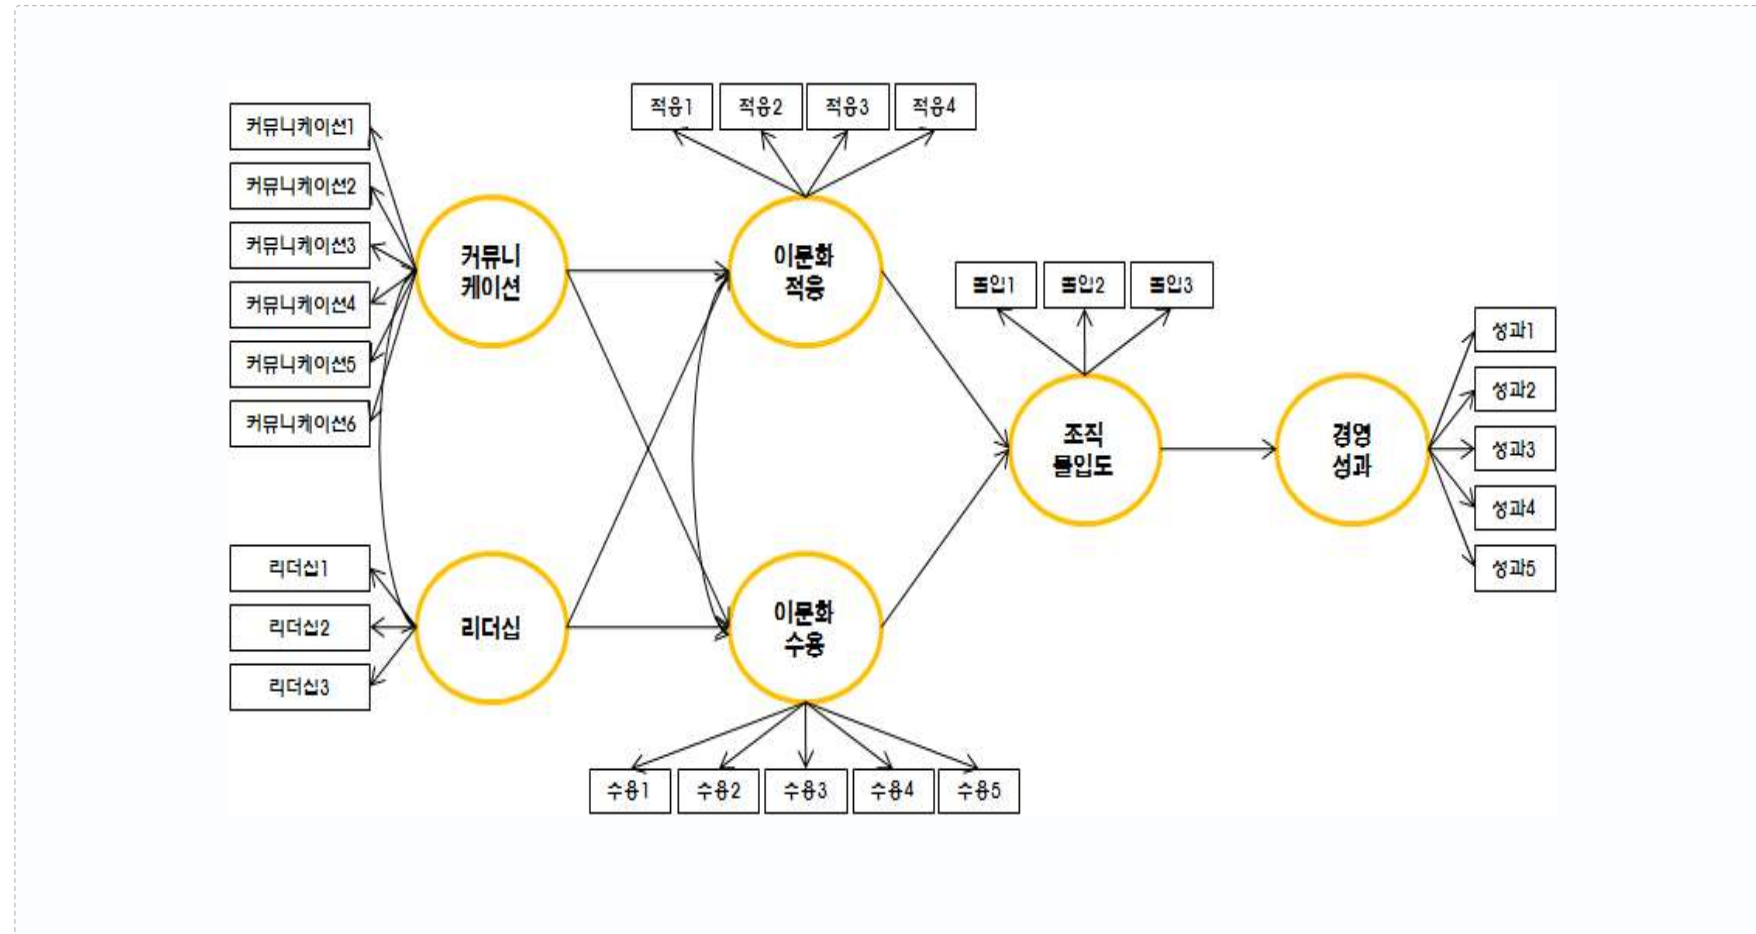 적응1
적응2
적응3
적응4
커뮤니케이션1
커뮤니케이션2
커뮤니케이션3
커뮤니케이션4
커뮤니케이션5
커뮤니케이션6
커뮤니
케이션
이문화
적응
몰입1
몰입2
몰입3
성과1
성과2
성과3
성과4
성과5
조직
몰입도
경영
성과
리더십1
리더십2
리더십3
리더십
이문화
수용
수용1
수용2
수용3
수용4
수용5